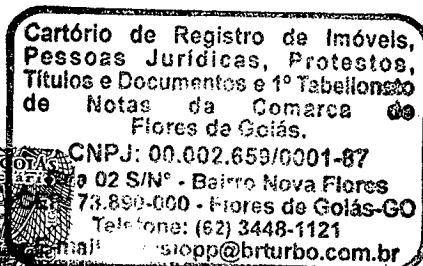 Cartório de Registro de Imóveis,
Pessoas Jurídicas, Protestos,
Títulos e Documentos e 1º Tabelionato
de Notas da Comarca de
Flores de Goiás.
CNPJ: 00.002.659/0001-87
02 S/Nº - Bairro Nova Flores
73.890-000 - Flores de Goiás-GO
Telefone: (62) 3448-1121
@brturbo.com.br